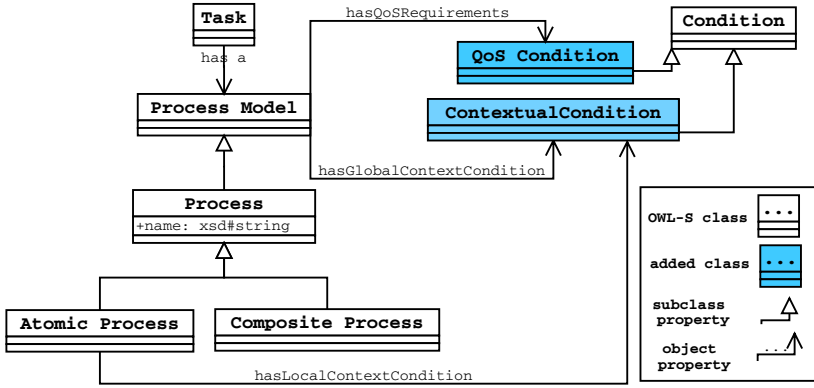 Task
hasQoSRequirements
Condition
has a
QoS Condition
Process Model
ContextualCondition
hasGlobalContextCondition
Process
+name: xsd#string
OWL-S class
...
added class
...
Atomic Process
Composite Process
subclass
property
object
property
...
hasLocalContextCondition